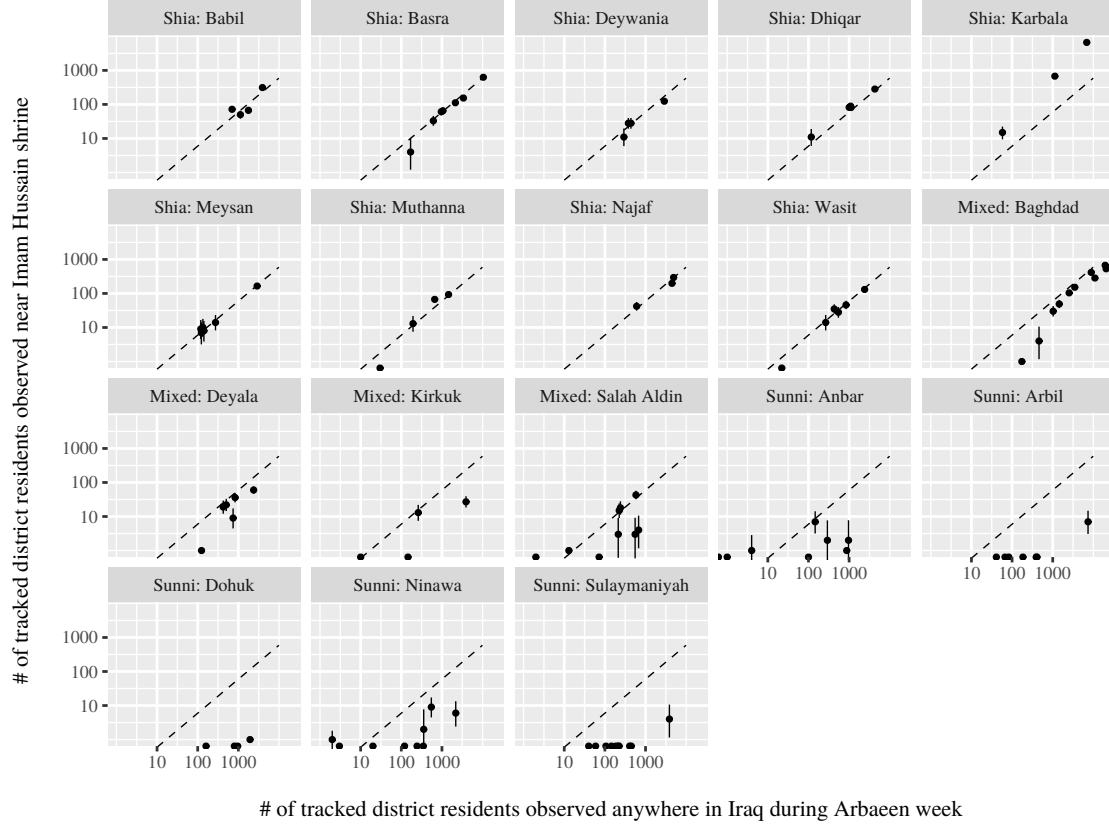 Shia: Babil
Shia: Basra
Shia: Deywania
Shia: Dhiqar
Shia: Karbala
1000
100
10
Shia: Meysan
Shia: Muthanna
Shia: Najaf
Shia: Wasit
Mixed: Baghdad
1000
100
10
Mixed: Deyala
Mixed: Kirkuk
Mixed: Salah Aldin
Sunni: Anbar
Sunni: Arbil
1000
100
10
10 100 1000
10 100 1000
Sunni: Dohuk
Sunni: Ninawa
Sunni: Sulaymaniyah
1000
100
10
10 100 1000
10 100 1000
10 100 1000
# of tracked district residents observed near Imam Hussain shrine
# of tracked district residents observed anywhere in Iraq during Arbaeen week